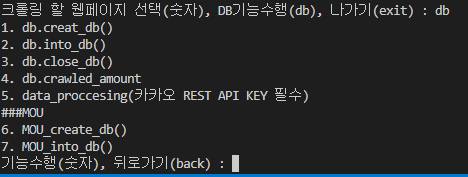 크롤링 할 웹페이지 선택(숫자), DB기능수행(db), 나가기(exit) : db
1. db.creat_db()
2. db.into_db()
3. db.close_db()
4. db.crawled_amount
5. data_proccesing(카카오 REST API KEY 필수)
###MOU
6. MOU_create_db()
7. MOU_into_db()
기능수행(숫자), 뒤로가기(back) :